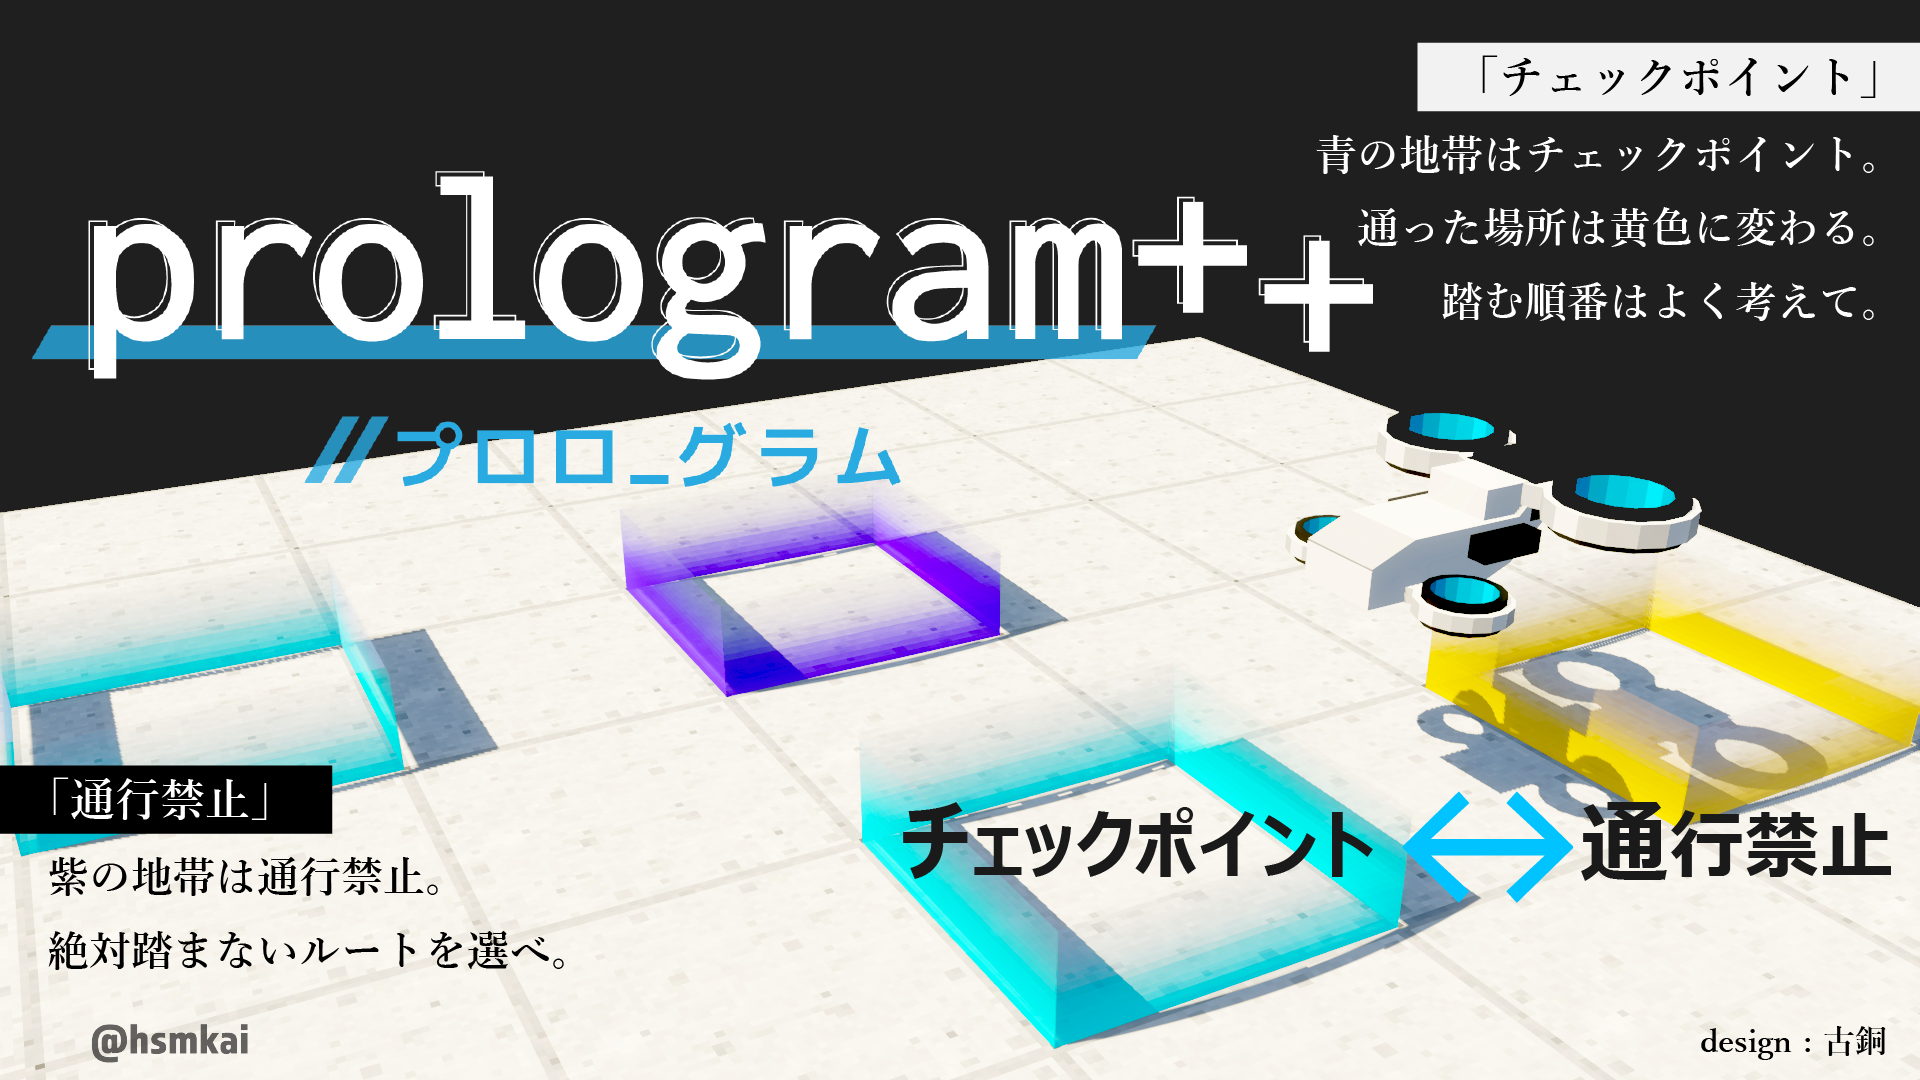 「チェックポイント」
青の地帯はチェックポイント。
通った場所は黄色に変わる。
踏む順番はよく考えて。
prologram++
//プロロ_グラム
「通行禁止」
紫の地帯は通行禁止。
絶対踏まないルートを選べ。
チェックポイント↔通行禁止
@hsmkai
design : 古銅